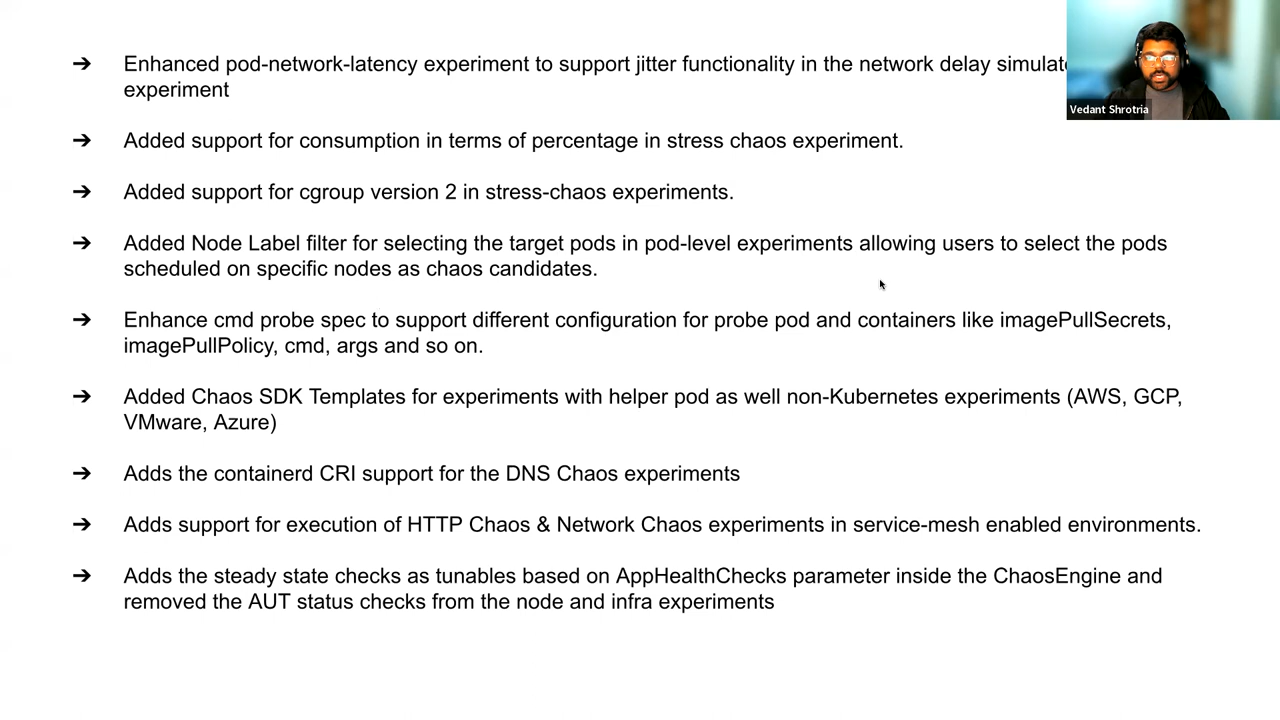 ➔ Enhanced pod-network-latency experiment to support jitter functionality in the network delay
experiment
➔ Added support for consumption in terms of percentage in stress chaos experiment.
➔ Added support for cgroup version 2 in stress-chaos experiments.
➔ Added Node Label filter for selecting the target pods in pod-level experiments allowing users to select the pods
scheduled on specific nodes as chaos candidates.
➔ Enhance cmd probe spec to support different configuration for probe pod and containers like imagePullSecrets,
imagePullPolicy, cmd, args and so on.
➔ Added Chaos SDK Templates for experiments with helper pod as well non-Kubernetes experiments (AWS, GCP,
VMware, Azure)
➔ Adds the containerd CRI support for the DNS Chaos experiments
➔ Adds support for execution of HTTP Chaos & Network Chaos experiments in service-mesh enabled environments.
➔ Adds the steady state checks as tunables based on AppHealthChecks parameter inside the ChaosEngine and
removed the AUT status checks from the node and infra experiments
Vedant Shrotria